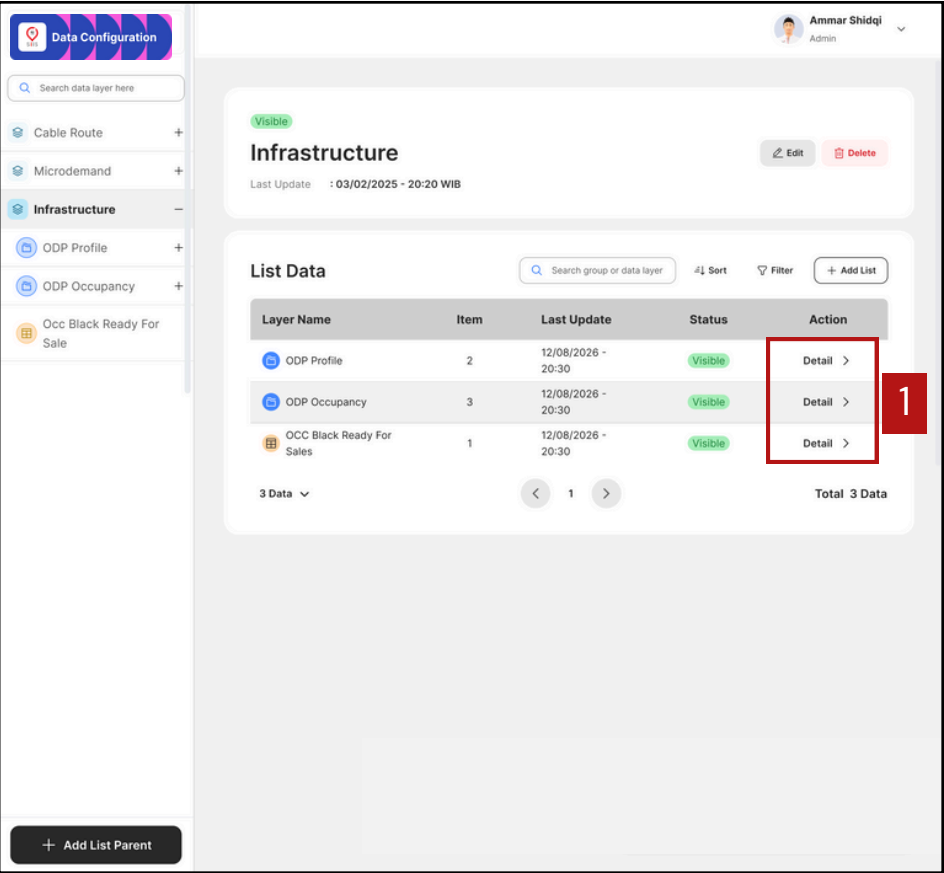 Data Configuration
SBIS
Ammar Shidqi
Admin
Search data layer here
Cable Route
Microdemand
Infrastructure
ODP Profile
ODP Occupancy
Occ Black Ready For
Sale
+ Add List Parent
Visible
Infrastructure
Last Update : 03/02/2025 - 20:20 WIB
Edit
Delete
List Data
Search group or data layer
Sort
Filter
+ Add List
Layer Name Item Last Update Status Action
ODP Profile 2 12/08/2026 - Visible Detail >
20:30
ODP Occupancy 3 12/08/2026 - Visible Detail >
20:30
OCC Black Ready For 1 12/08/2026 - Visible Detail >
Sales 20:30
3 Data
< 1 >
Total 3 Data
1